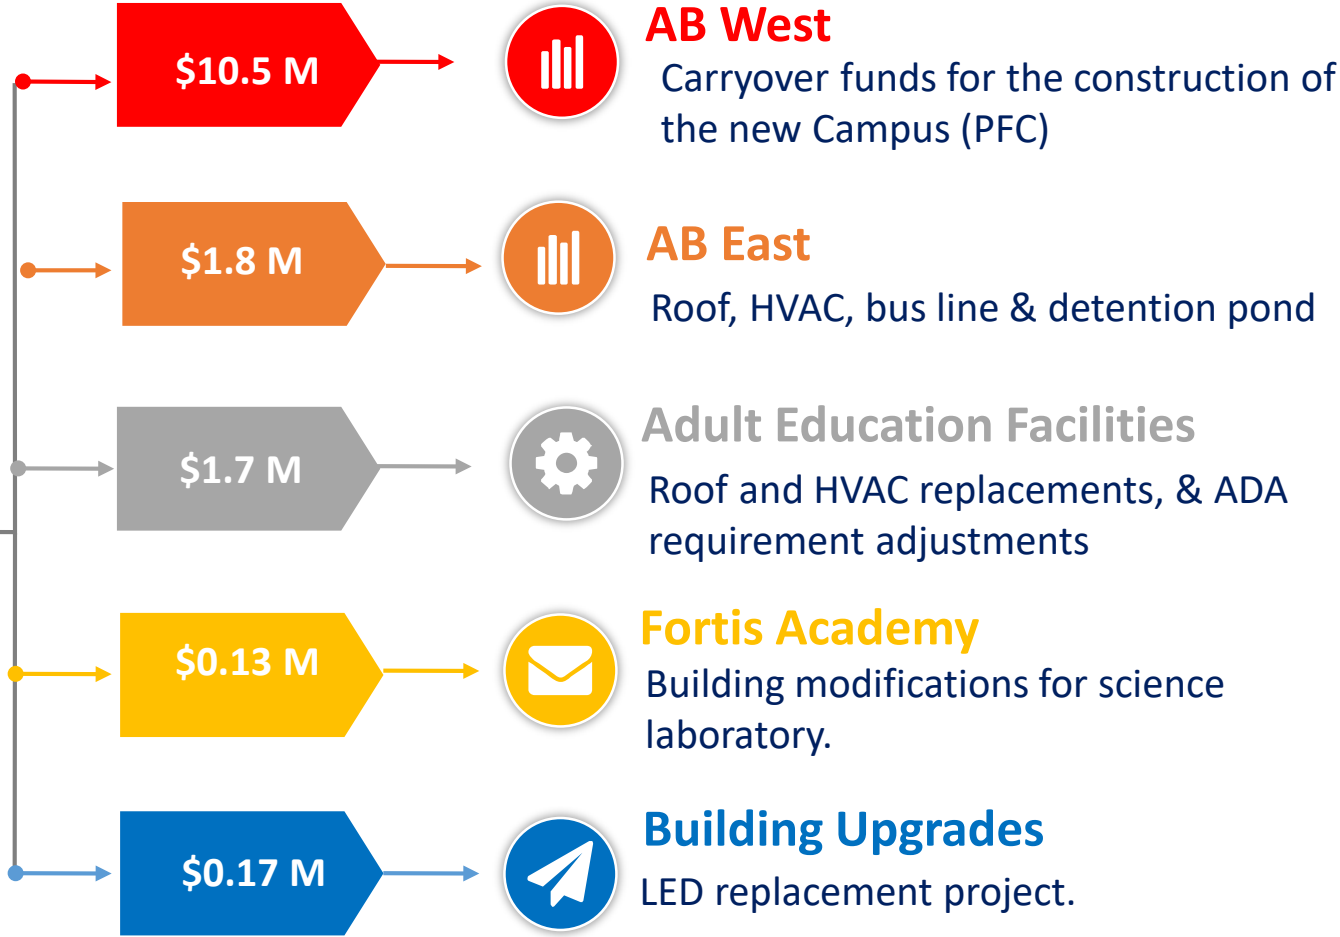 $10.5 M
AB West
Carryover funds for the construction of
the new Campus (PFC)
$1.8 M
AB East
Roof, HVAC, bus line & detention pond
$1.7 M
Adult Education Facilities
Roof and HVAC replacements, & ADA
requirement adjustments
$0.13 M
Fortis Academy
Building modifications for science
laboratory.
$0.17 M
Building Upgrades
LED replacement project.